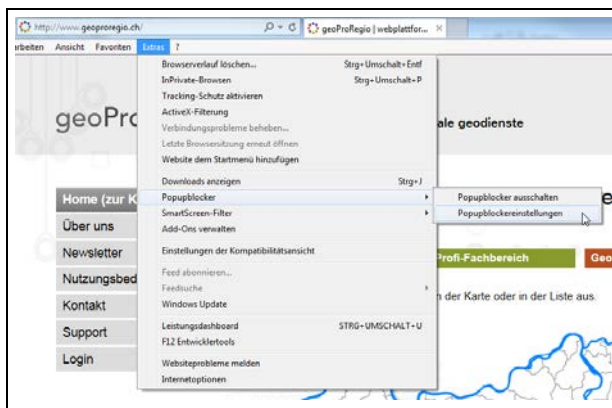 http://www.geoproregio.ch/
geoProRegio | webplattfor...
arbeiten Ansicht Favoriten Extras ?
Browserverlauf löschen... Strg+Umschalt+Entf
InPrivate-Browsen Strg+Umschalt+P
Tracking-Schutz aktivieren
ActiveX-Filterung
Verbindungsprobleme beheben...
Letzte Browsersitzung erneut öffnen
Website dem Startmenü hinzufügen
Downloads anzeigen Strg+J
Popupblocker
Popupblocker ausschalten
SmartScreen-Filter
Popupblockereinstellungen
Add-Ons verwalten
Einstellungen der Kompatibilitätsansicht
Feed abonnieren...
Feedsuche
Windows Update
Leistungsdashboard STRG+UMSCHALT+U
F12 Entwicklertools
Websiteprobleme melden
Internetoptionen
geoPro
ale geodienste
Home (zur K
Über uns
Newsletter
Nutzungsbed
Kontakt
Support
Login
Profi-Fachbereich
Geo
n der Karte oder in der Liste aus.